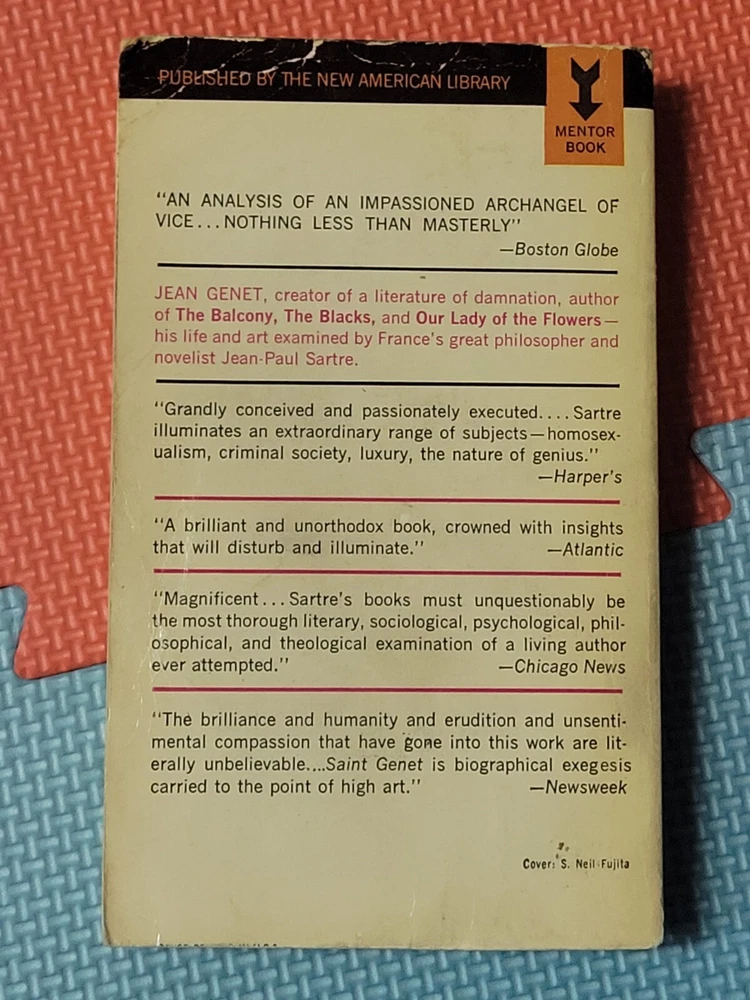 PUBLISHED BY THE NEW AMERICAN LIBRARY
MENTOR
BOOK
"AN ANALYSIS OF AN IMPASSIONED ARCHANGEL OF
VICE...NOTHING LESS THAN MASTERLY"
—Boston Globe
JEAN GENET, creator of a literature of damnation, author
of The Balcony, The Blacks, and Our Lady of the Flowers—
his life and art examined by France's great philosopher and
novelist Jean-Paul Sartre.
"Grandly conceived and passionately executed.... Sartre
illuminates an extraordinary range of subjects—homosex-
ualism, criminal society, luxury, the nature of genius."
—Harper's
"A brilliant and unorthodox book, crowned with insights
that will disturb and illuminate." —Atlantic
"Magnificent... Sartre's books must unquestionably be
the most thorough literary, sociological, psychological, phil-
osophical, and theological examination of a living author
ever attempted." —Chicago News
"The brilliance and humanity and erudition and unsenti-
mental compassion that have gone into this work are lit-
erally unbelievable....Saint Genet is biographical exegesis
carried to the point of high art." —Newsweek
Cover: S. Neil Fujita